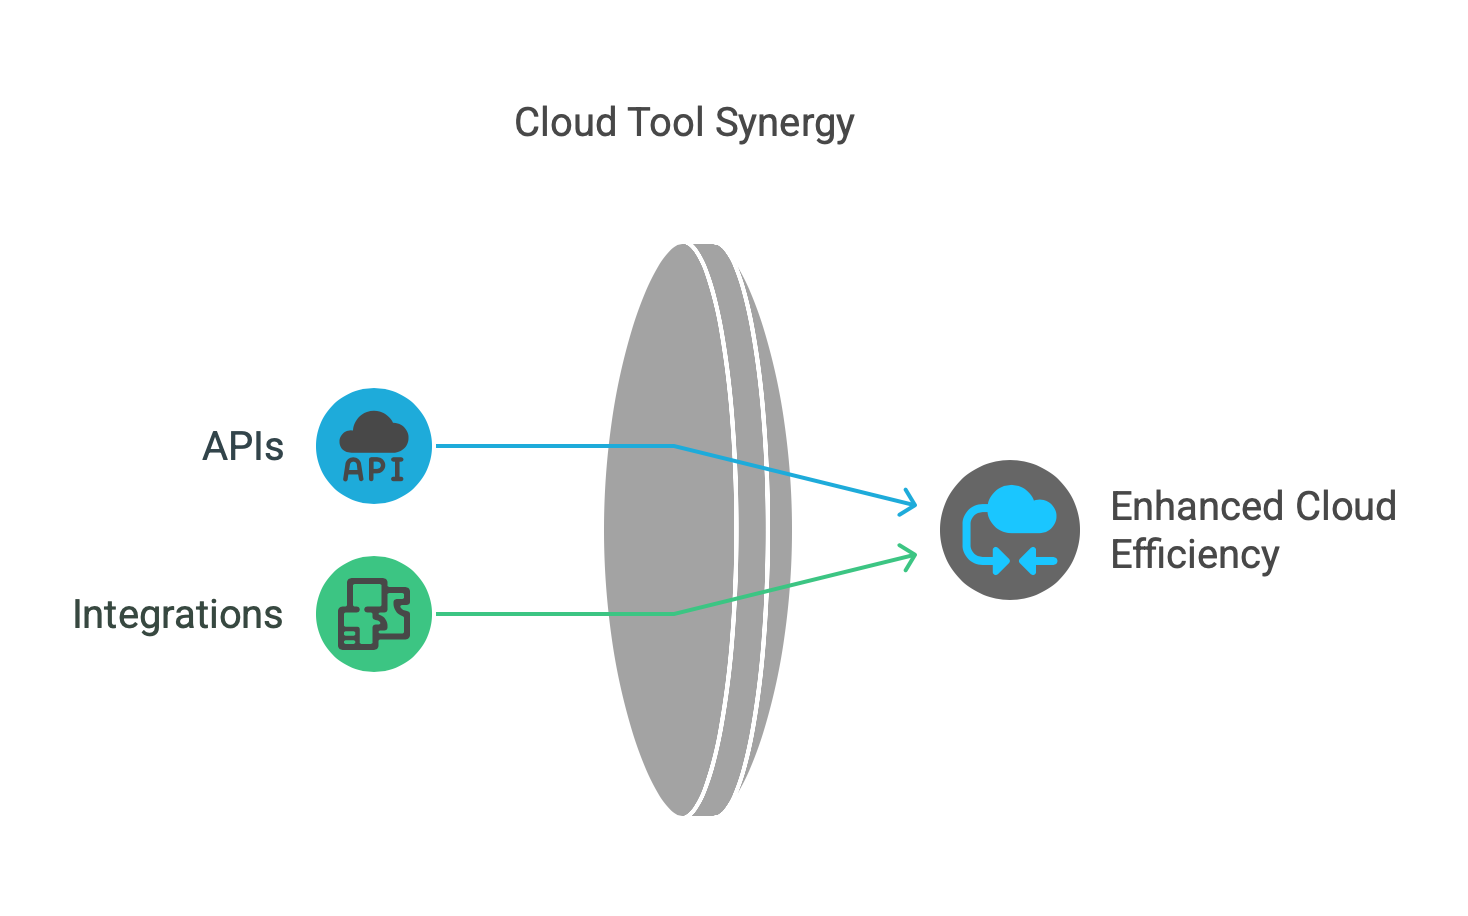 Cloud Tool Synergy
APIs
API
Integrations
Enhanced Cloud
Efficiency